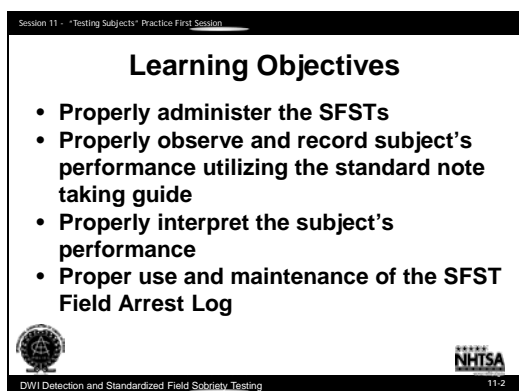 Session 11 - "Testing Subjects" Practice First Session
Learning Objectives
• Properly administer the SFSTs
• Properly observe and record subject's
performance utilizing the standard note
taking guide
• Properly interpret the subject's
performance
• Proper use and maintenance of the SFST
Field Arrest Log
NHTSA
DWI Detection and Standardized Field Sobriety Testing
11-2